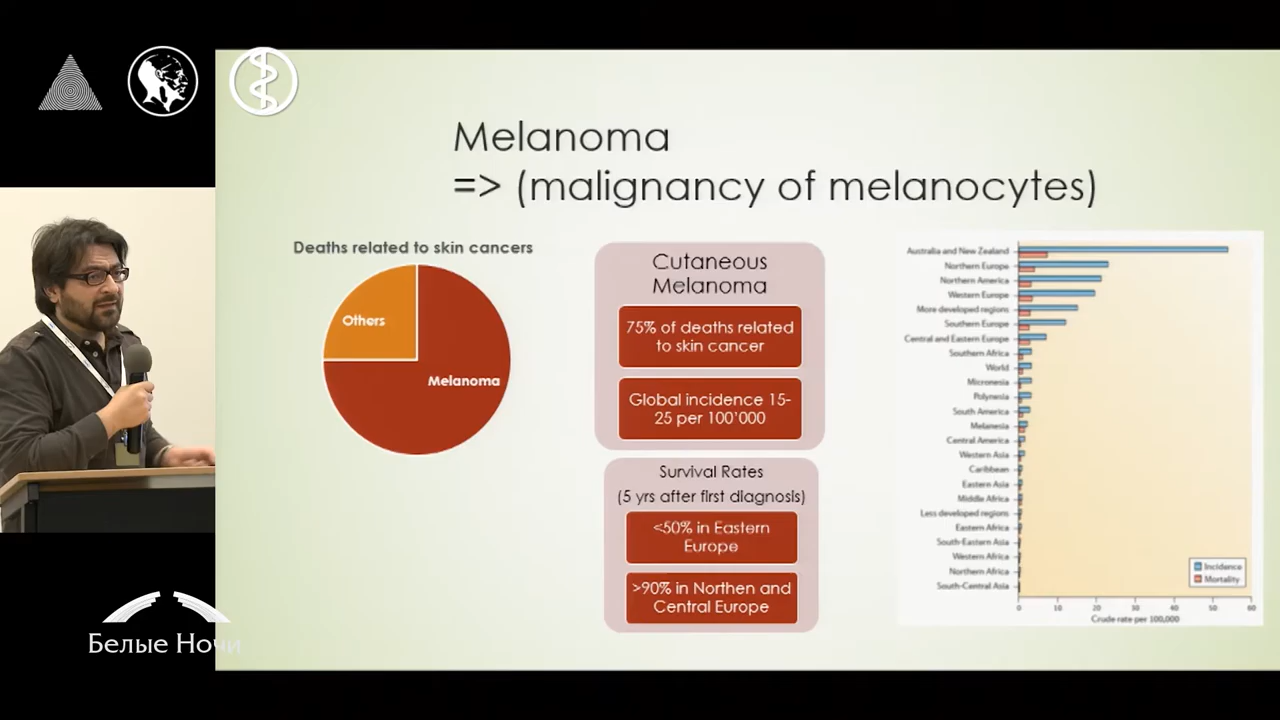 Melanoma
=> (malignancy of melanocytes)
Deaths related to skin cancers
Others
Melanoma
Cutaneous
Melanoma
75% of deaths related
to skin cancer
Global incidence 15-
25 per 100'000
Survival Rates
(5 yrs after first diagnosis)
<50% in Eastern
Europe
>90% in Northen and
Central Europe
Australia and New Zealand
Northern Europe
Northern America
Western Europe
More developed regions
Southern Europe
Central and Eastern Europe
Southern Africa
World
Micronesia
Polynesia
South America
Melanesia
Central America
Western Asia
Caribbean
Eastern Asia
Middle Africa
Less developed regions
Eastern Africa
South-Eastern Asia
Western Africa
Northern Africa
South-Central Asia
Incidence
Mortality
0 10 20 30 40 50 60
Crude rate per 100,000
Белые Ночи